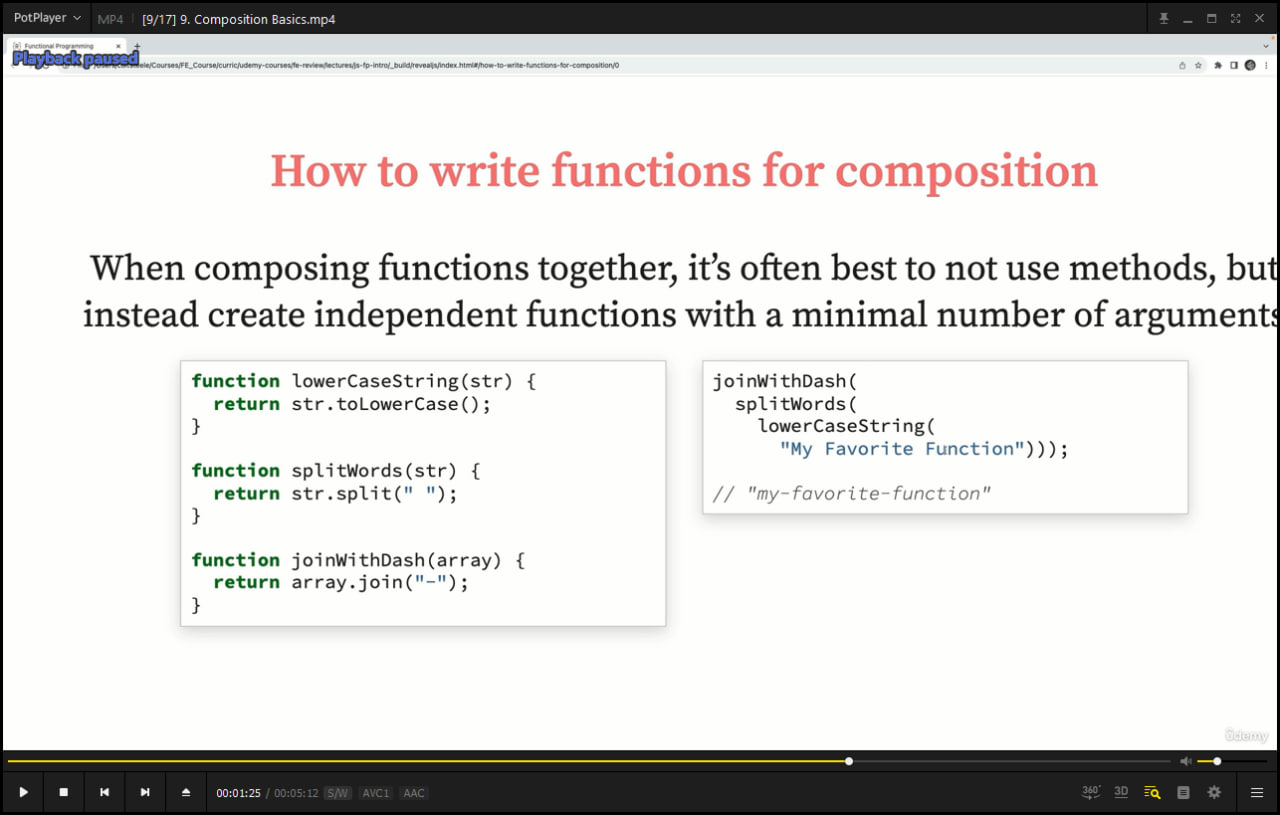 PotPlayer
MP4
[9/17] 9. Composition Basics.mp4
Functional Programming
Playback paused
/Courses/FE_Course/curric/udemy-courses/fe-review/lectures/js-fp-intro/_build/revealjs/index.html#/how-to-write-functions-for-composition/0
How to write functions for composition
When composing functions together, it's often best to not use methods, but
instead create independent functions with a minimal number of arguments
function lowerCaseString(str) {
  return str.toLowerCase();
}
function splitWords(str) {
  return str.split(" ");
}
function joinWithDash(array) {
  return array.join("-");
}
joinWithDash(
  splitWords(
    lowerCaseString(
      "My Favorite Function")));
// "my-favorite-function"
ûdemy
00:01:25 / 00:05:12 S/W AVC1 AAC
360° 3D